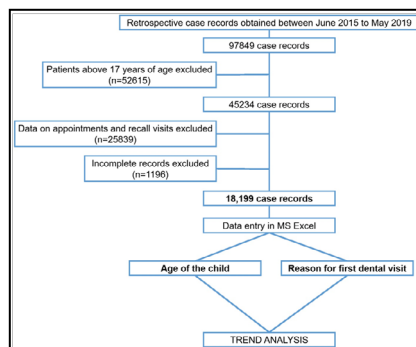 Retrospective case records obtained between June 2015 to May 2019
97849 case records
Patients above 17 years of age excluded
(n=52615)
45234 case records
Data on appointments and recall visits excluded
(n=25839)
Incomplete records excluded
(n=1196)
18,199 case records
Data entry in MS Excel
Age of the child
Reason for first dental visit
TREND ANALYSIS